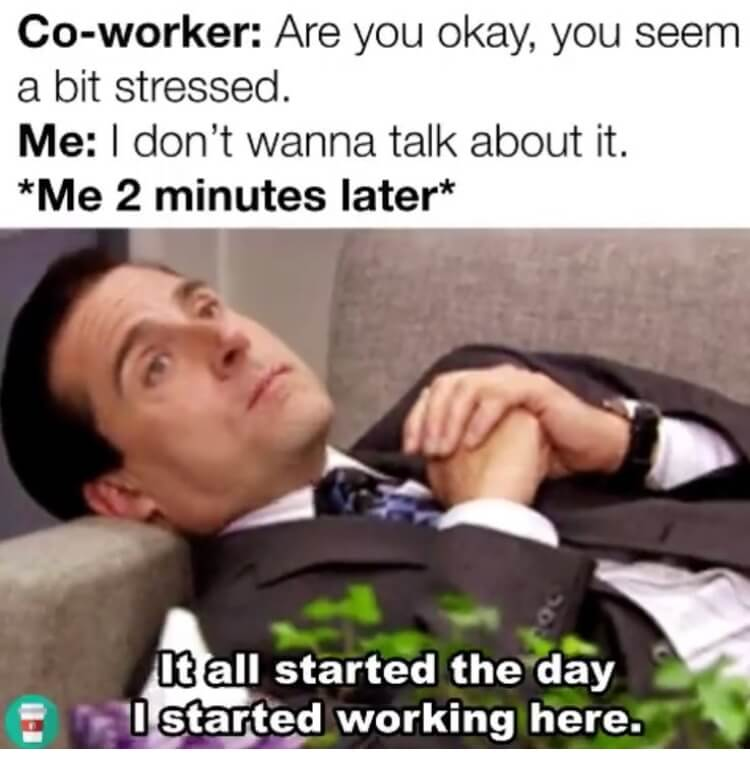 Co-worker: Are you okay, you seem
a bit stressed.
Me: I don’t wanna talk about it.
*Me 2 minutes later*
It all started the day
I started working here.